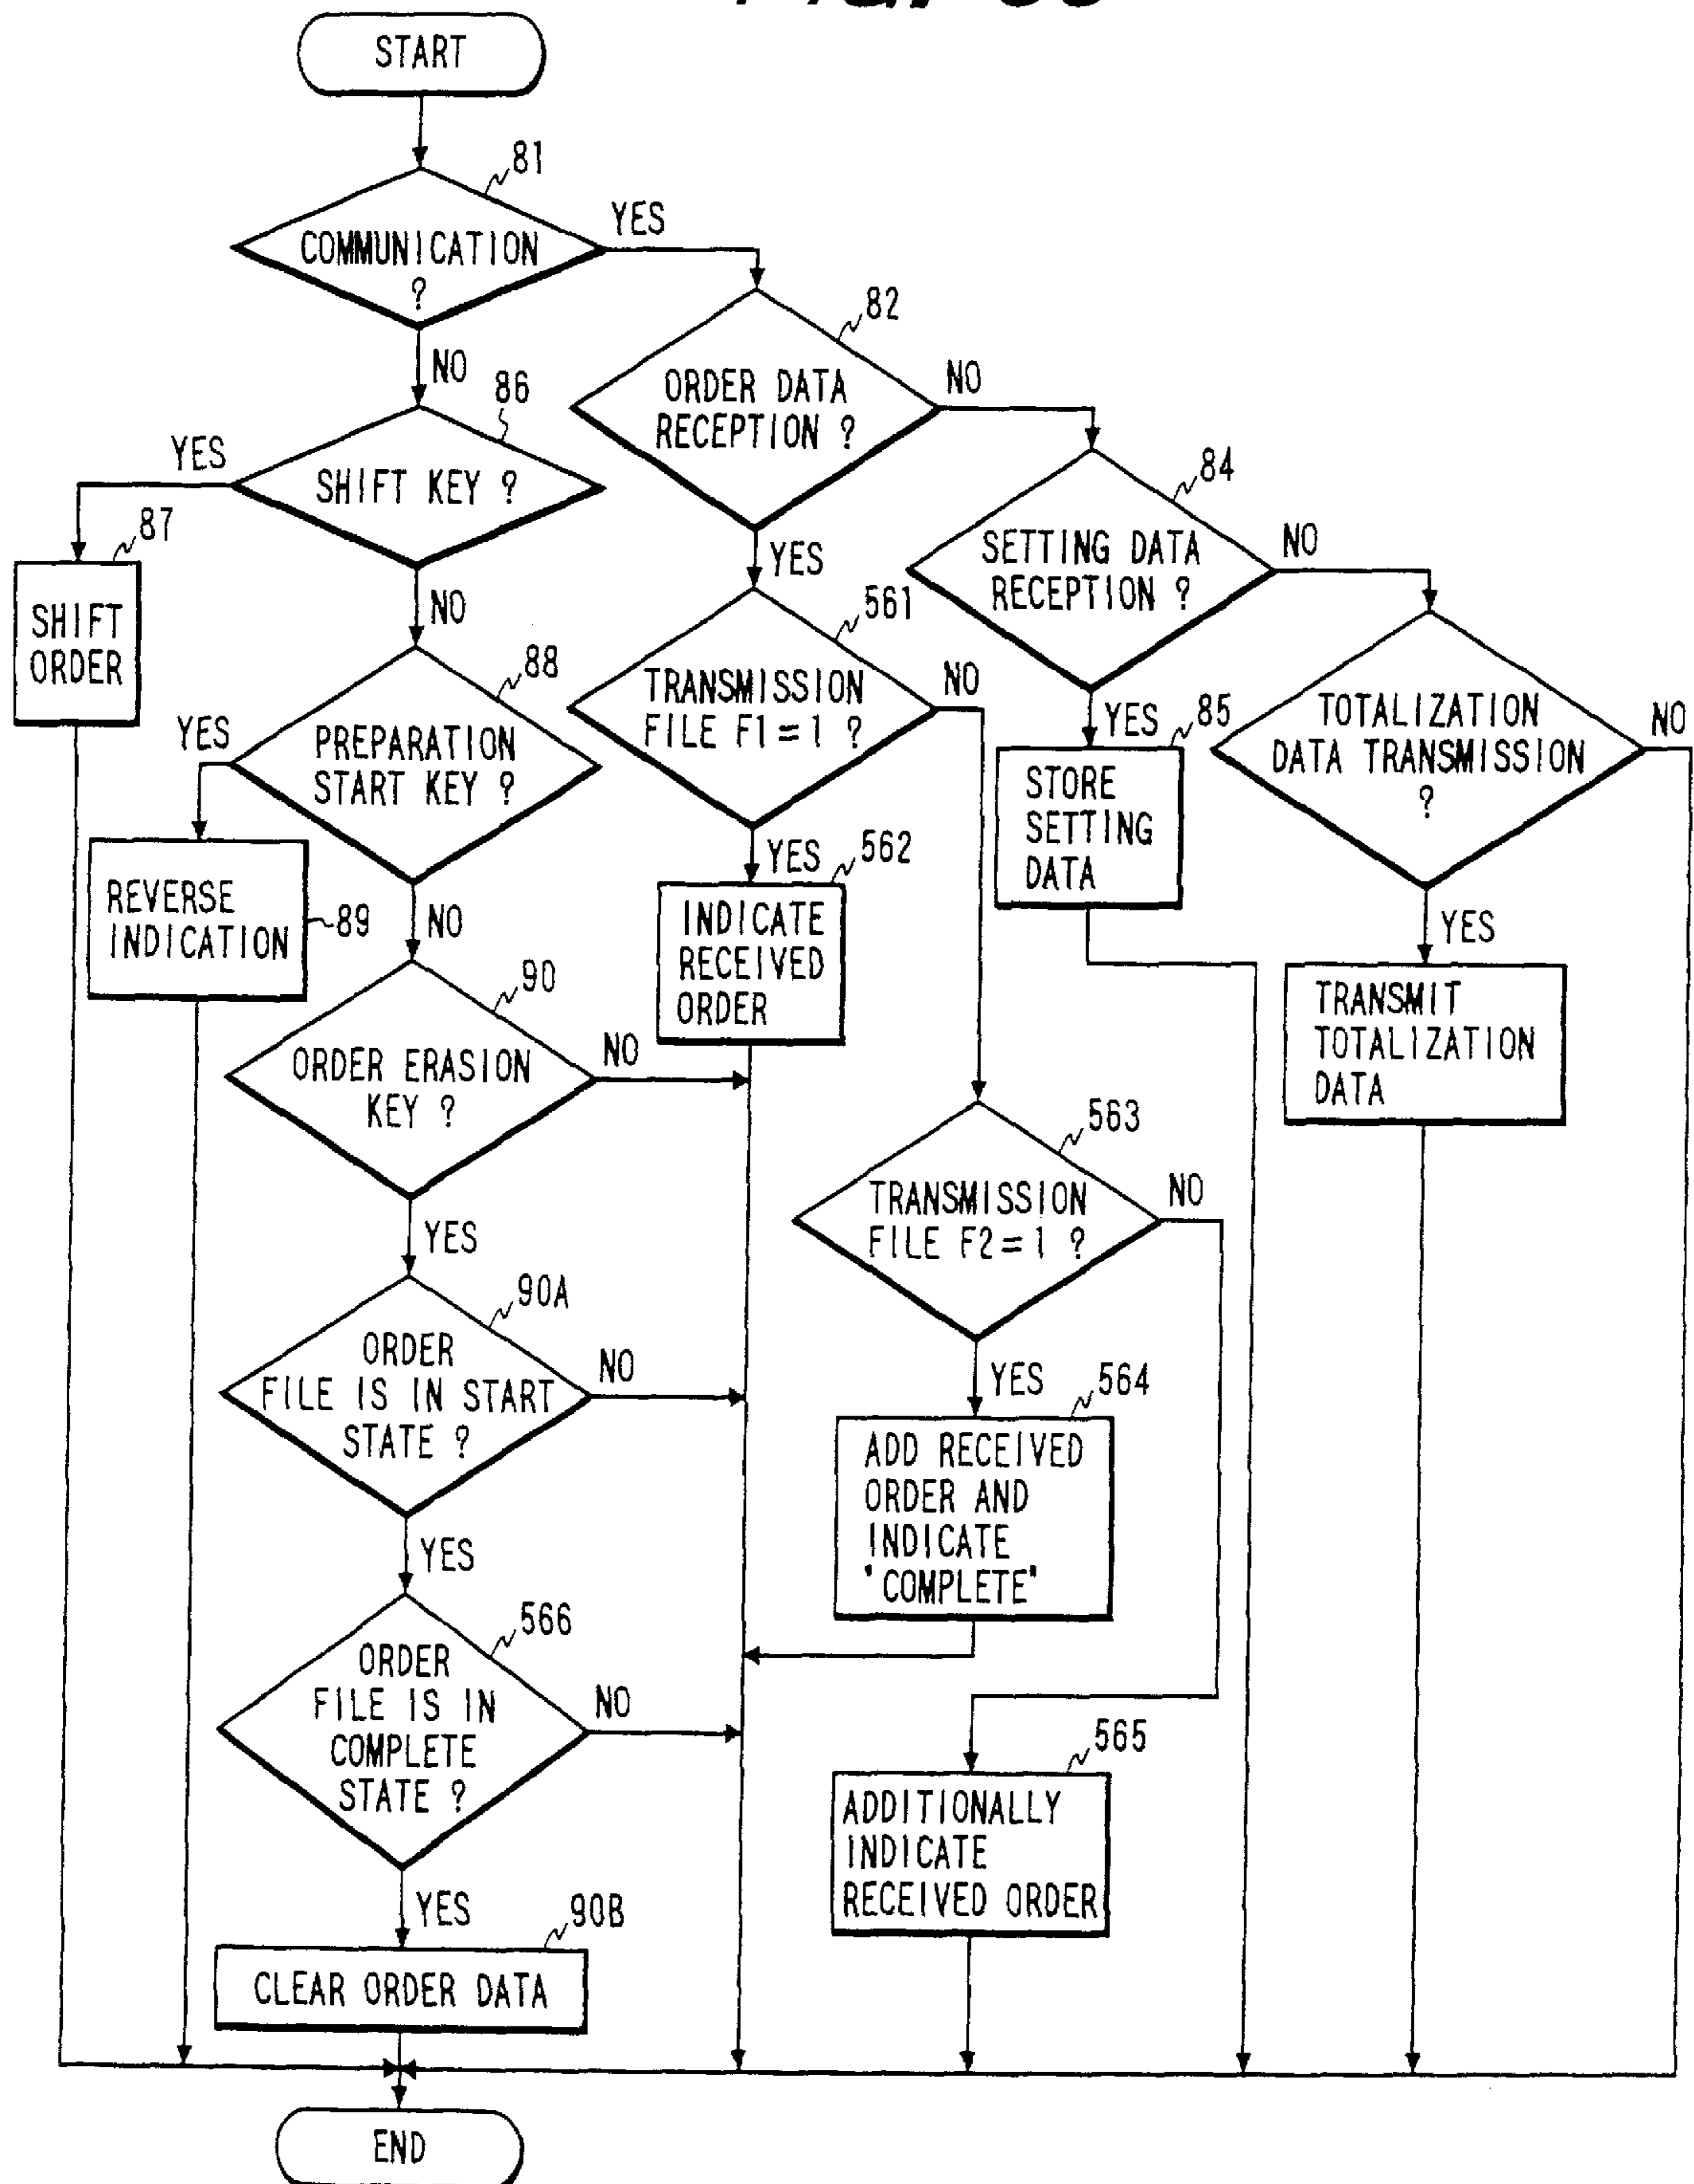 START
81
COMMUNICATION
?
YES
NO
82
ORDER DATA
RECEPTION ?
NO
YES
86
SHIFT KEY ?
YES
NO
87
SHIFT
ORDER
84
SETTING DATA
RECEPTION ?
NO
YES
561
TRANSMISSION
FILE F1=1 ?
NO
YES
88
PREPARATION
START KEY ?
YES
NO
85
STORE
SETTING
DATA
TOTALIZATION
DATA TRANSMISSION
?
NO
YES
REVERSE
INDICATION
89
562
INDICATE
RECEIVED
ORDER
90
ORDER ERASION
KEY ?
NO
YES
TRANSMIT
TOTALIZATION
DATA
563
TRANSMISSION
FILE F2=1 ?
NO
YES
90A
ORDER
FILE IS IN START
STATE ?
NO
YES
564
ADD RECEIVED
ORDER AND
INDICATE
"COMPLETE"
566
ORDER
FILE IS IN
COMPLETE
STATE ?
NO
YES
565
ADDITIONALLY
INDICATE
RECEIVED ORDER
90B
CLEAR ORDER DATA
END